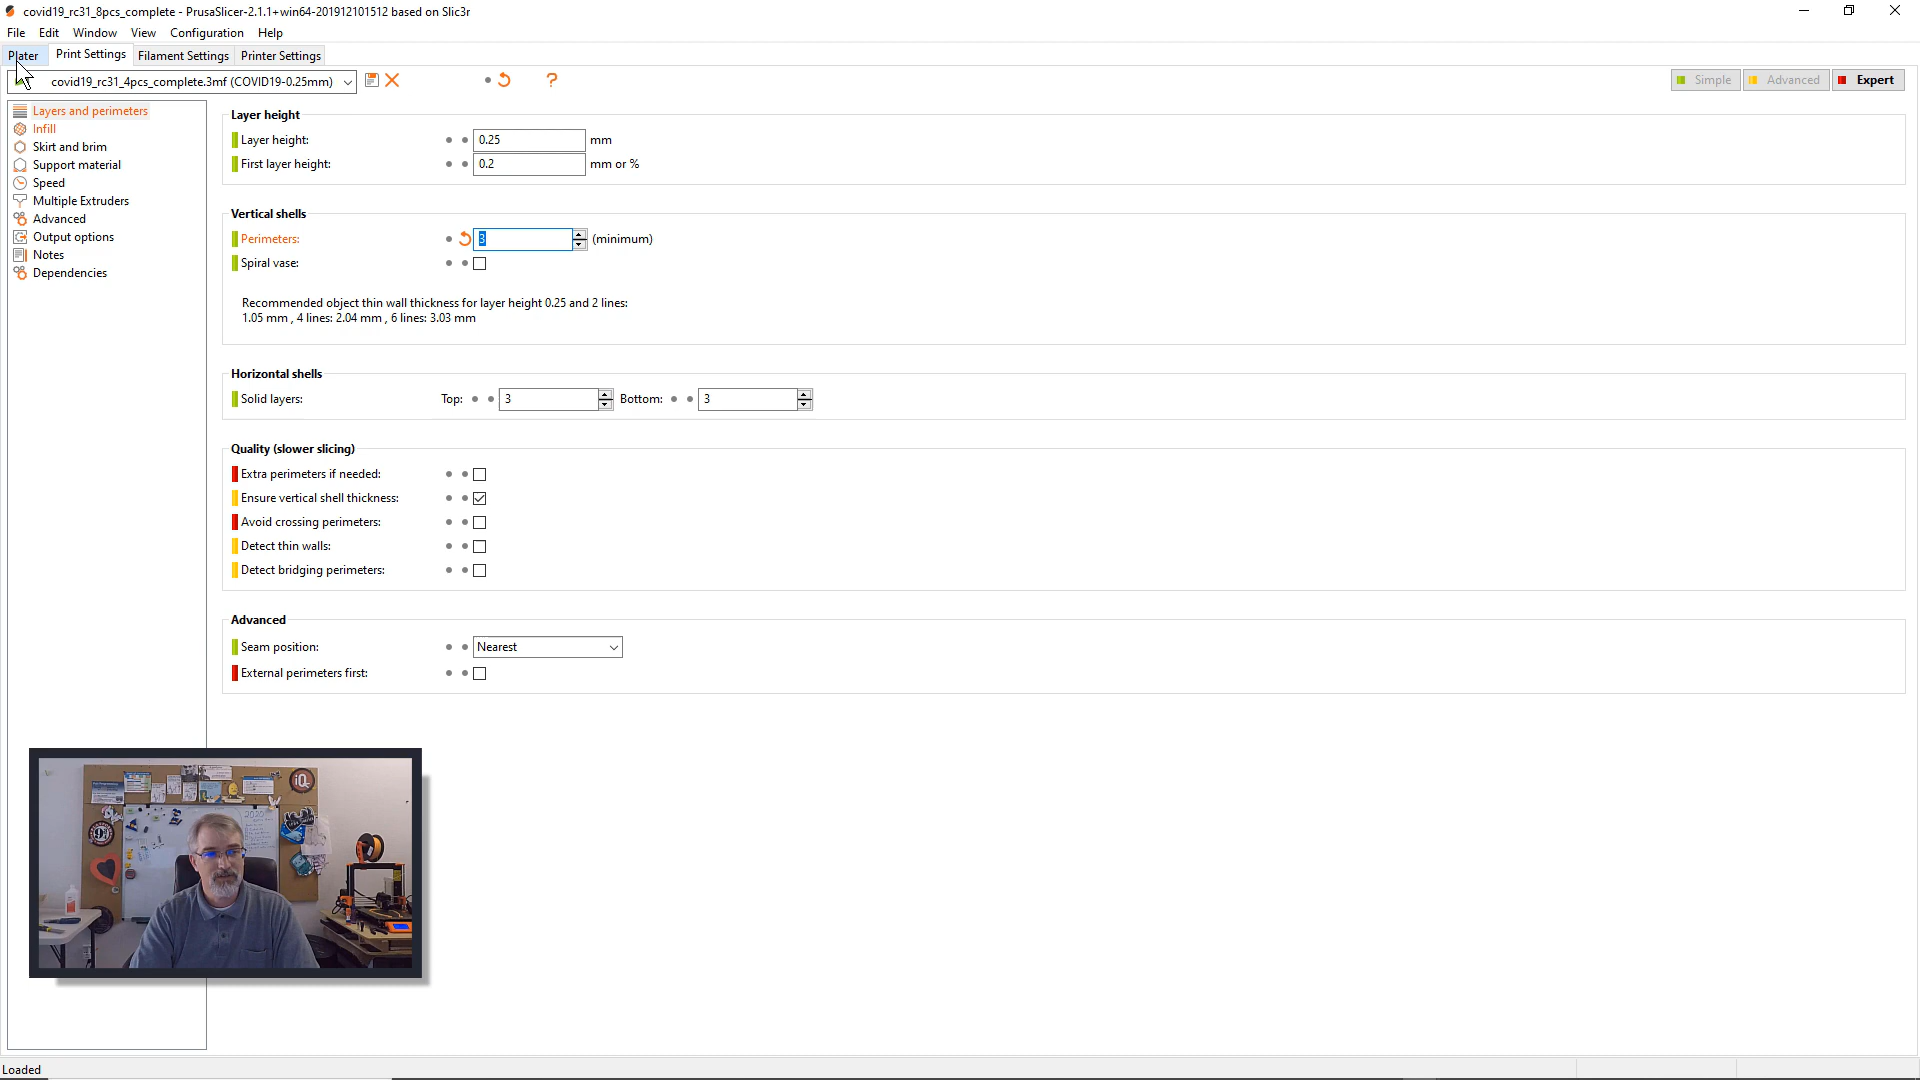 covid19_rc31_8pcs_complete - PrusaSlicer-2.1.1+win64-201912101512 based on Slic3r
File Edit Window View Configuration Help
Plater Print Settings Filament Settings Printer Settings
covid19_rc31_4pcs_complete.3mf (COVID19-0.25mm) ? Simple Advanced Expert
Layers and perimeters
Infill
Skirt and brim
Support material
Speed
Multiple Extruders
Advanced
Output options
Notes
Dependencies
Layer height
Layer height: 0.25 mm
First layer height: 0.2 mm or %
Vertical shells
Perimeters: 3 (minimum)
Spiral vase:
Recommended object thin wall thickness for layer height 0.25 and 2 lines:
1.05 mm , 4 lines: 2.04 mm , 6 lines: 3.03 mm
Horizontal shells
Solid layers: Top: 3 Bottom: 3
Quality (slower slicing)
Extra perimeters if needed:
Ensure vertical shell thickness:
Avoid crossing perimeters:
Detect thin walls:
Detect bridging perimeters:
Advanced
Seam position: Nearest
External perimeters first:
iQ
2020
Loaded